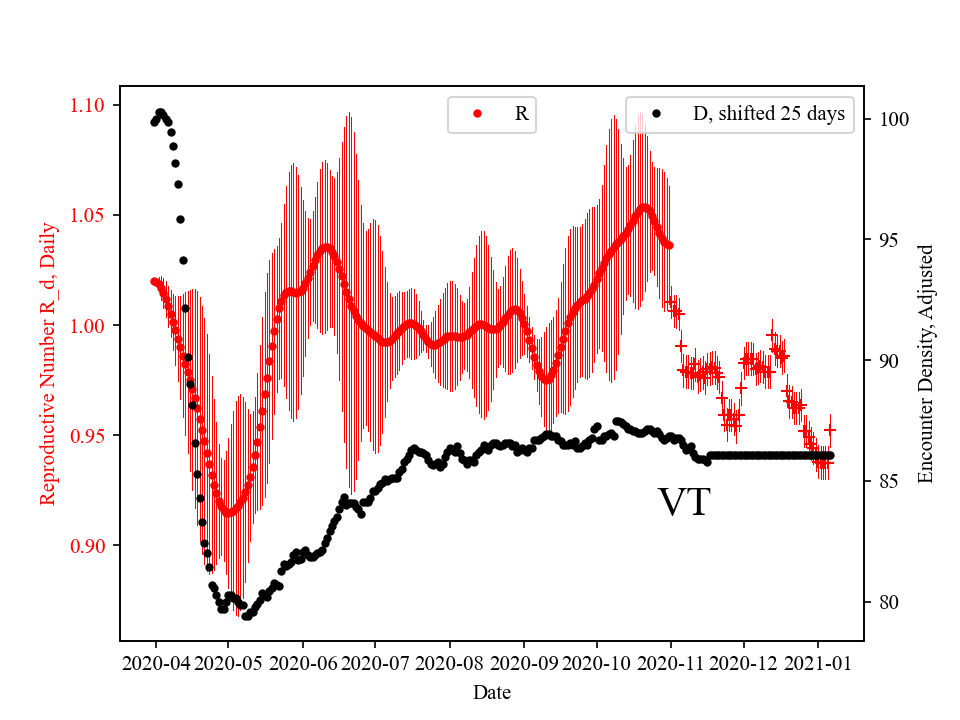 R
D, shifted 25 days
1.10
1.05
1.00
0.95
0.90
Reproductive Number R_d, Daily
100
95
90
85
80
Encounter Density, Adjusted
VT
2020-04 2020-05 2020-06 2020-07 2020-08 2020-09 2020-10 2020-11 2020-12 2021-01
Date